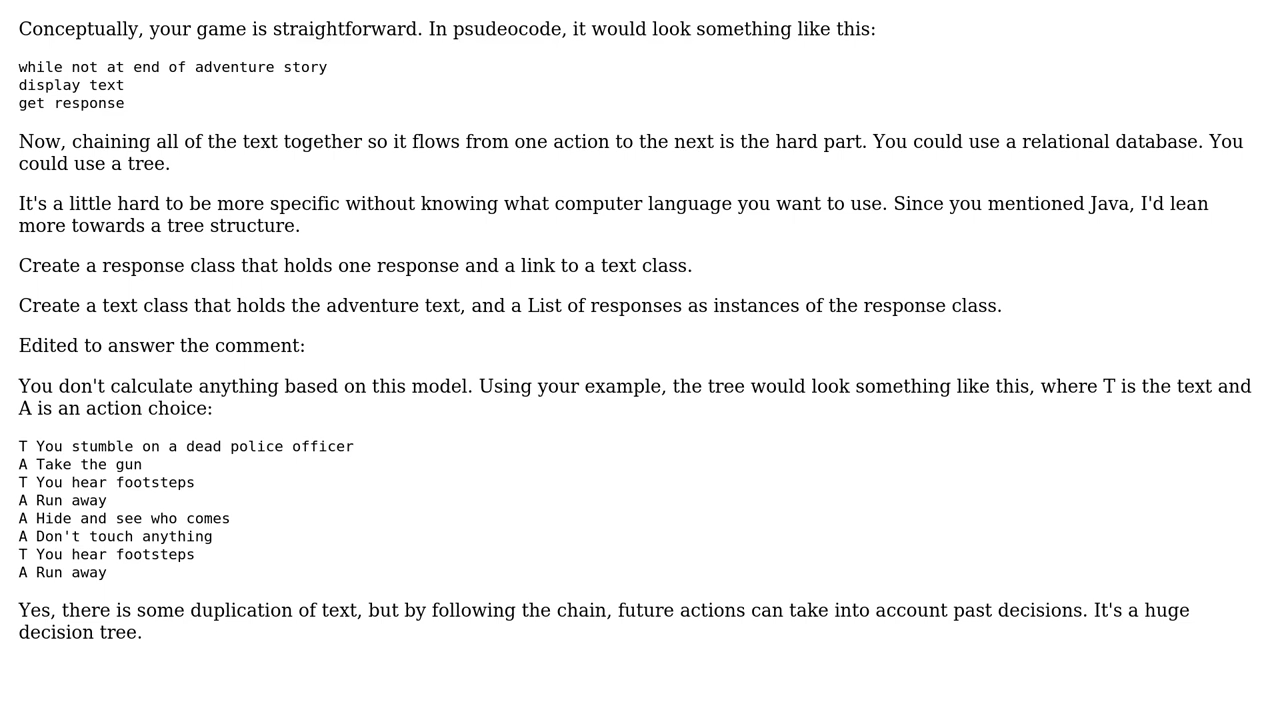 Conceptually, your game is straightforward. In psudeocode, it would look something like this:
while not at end of adventure story
display text
get response
Now, chaining all of the text together so it flows from one action to the next is the hard part. You could use a relational database. You
could use a tree.
It's a little hard to be more specific without knowing what computer language you want to use. Since you mentioned Java, I'd lean
more towards a tree structure.
Create a response class that holds one response and a link to a text class.
Create a text class that holds the adventure text, and a List of responses as instances of the response class.
Edited to answer the comment:
You don't calculate anything based on this model. Using your example, the tree would look something like this, where T is the text and
A is an action choice:
T You stumble on a dead police officer
A Take the gun
T You hear footsteps
A Run away
A Hide and see who comes
A Don't touch anything
T You hear footsteps
A Run away
Yes, there is some duplication of text, but by following the chain, future actions can take into account past decisions. It's a huge
decision tree.